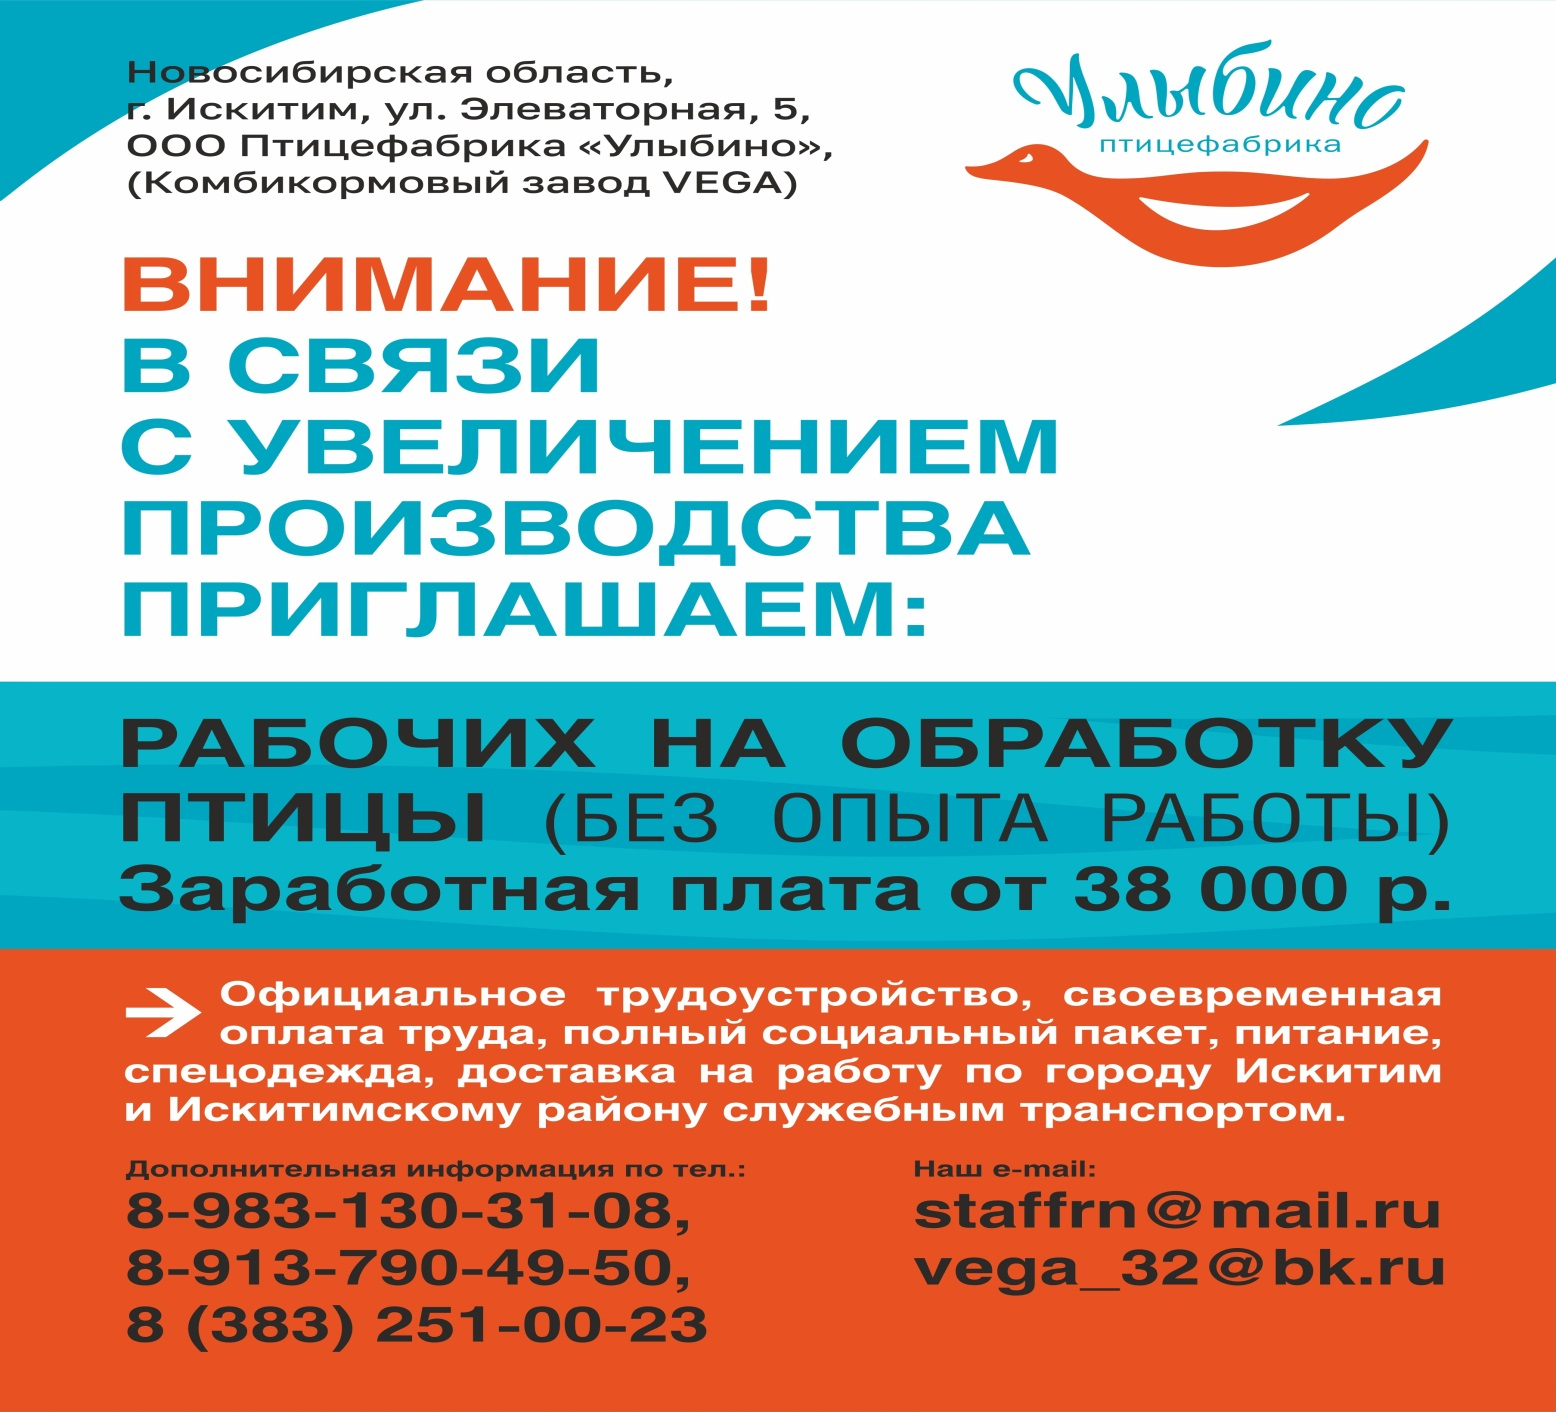 Новосибирская область,
г. Искитим, ул. Элеваторная, 5,
ООО Птицефабрика «Улыбино»,
(Комбикормовый завод VEGA)
Улыбино
птицефабрика
ВНИМАНИЕ!
В СВЯЗИ
С УВЕЛИЧЕНИЕМ
ПРОИЗВОДСТВА
ПРИГЛАШАЕМ:
РАБОЧИХ НА ОБРАБОТКУ
ПТИЦЫ (БЕЗ ОПЫТА РАБОТЫ)
Заработная плата от 38 000 р.
Официальное трудоустройство, своевременная
оплата труда, полный социальный пакет, питание,
спецодежда, доставка на работу по городу Искитим
и Искитимскому району служебным транспортом.
Дополнительная информация по тел.:
8-983-130-31-08,
8-913-790-49-50,
8 (383) 251-00-23
Наш e-mail:
staffrn@mail.ru
vega_32@bk.ru